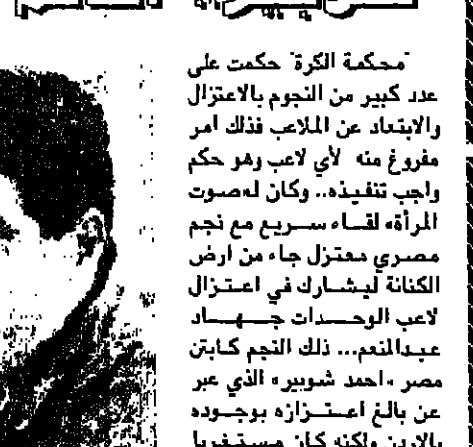 "محكمة الكرة" حكمت على
عدد كبير من النجوم بالاعتزال
والابتعاد عن الملاعب فذلك امر
مفروغ منه لأي لاعب وهو حكم
واجب تنفيذه.. وكان لـ«صوت
المرأة» لقاء سريع مع نجم
مصري معتزل جاء من ارض
الكنانة ليشارك في اعتزال
لاعب الوحدات جهاد
عبدالمنعم... ذلك النجم كابتن
مصر «احمد شوبير» الذي عبر
عن بالغ اعتزازه بوجوده
بالاردن ولكنه كان مستغربا